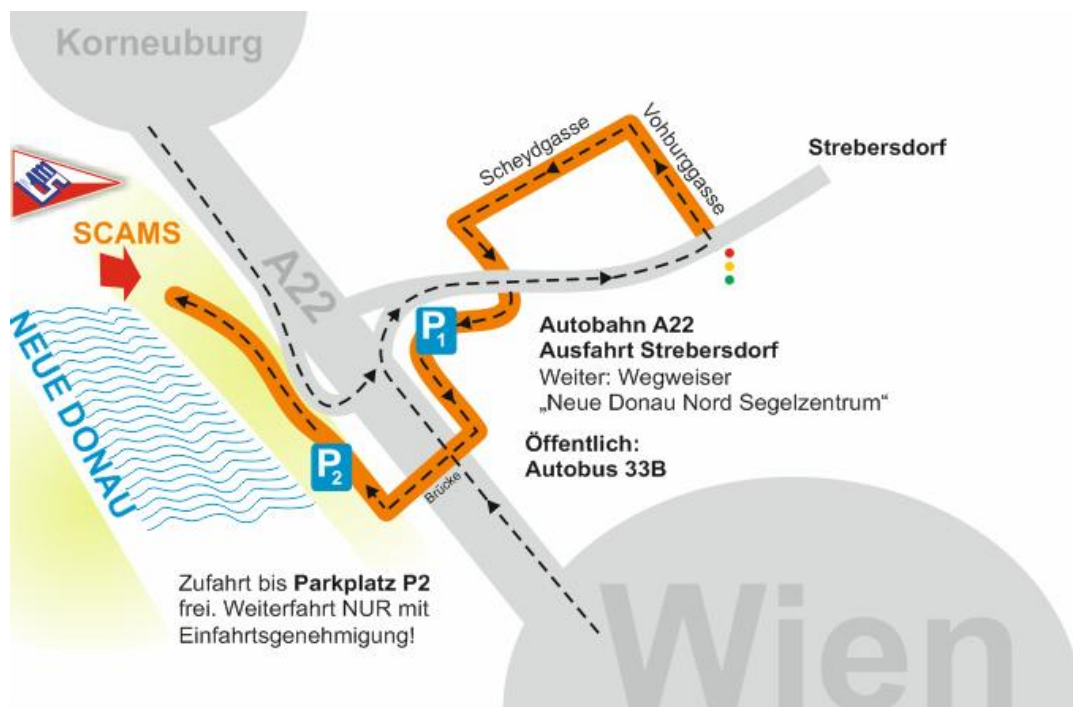 Korneuburg
Vohburggasse
Scheydgasse
Strebersdorf
SCAMS
A22
NEUE DONAU
P1
Autobahn A22
Ausfahrt Strebersdorf
Weiter: Wegweiser
„Neue Donau Nord Segelzentrum“
Öffentlich:
Autobus 33B
P2
Brücke
Zufahrt bis Parkplatz P2
frei. Weiterfahrt NUR mit
Einfahrtsgenehmigung!
Wien